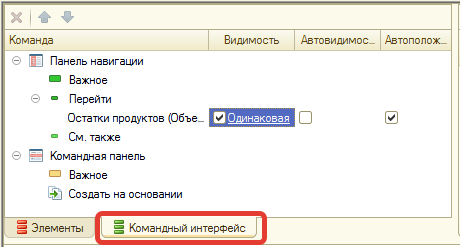 Команда Видимость Автовидимос... Автополож...
Панель навигации
Важное
Перейти
Остатки продуктов (Объе... Одинаковая
См. также
Командная панель
Важное
Создать на основании
Элементы Командный интерфейс